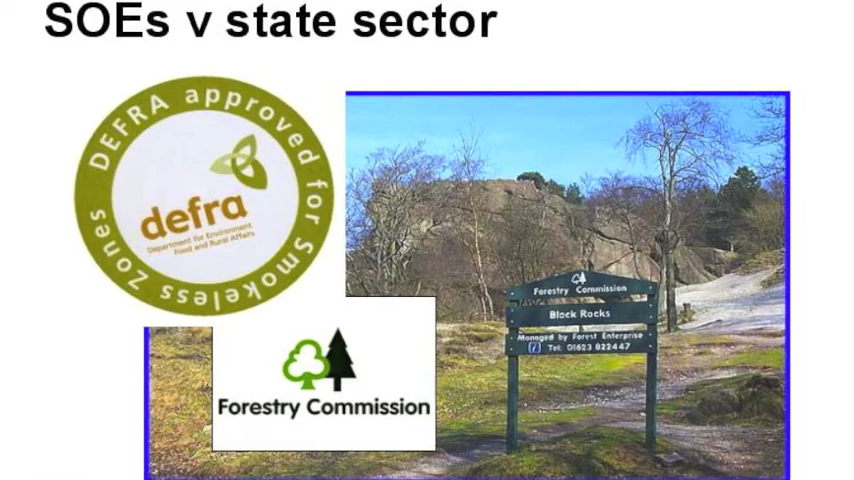 SOEs v state sector
DEFRA approved for Smokeless Zones
defra
Department for Environment
Food and Rural Affairs
Forestry Commission
Forestry Commission
Black Rocks
Managed by Forest Enterprise
i Tel: 01623 822447